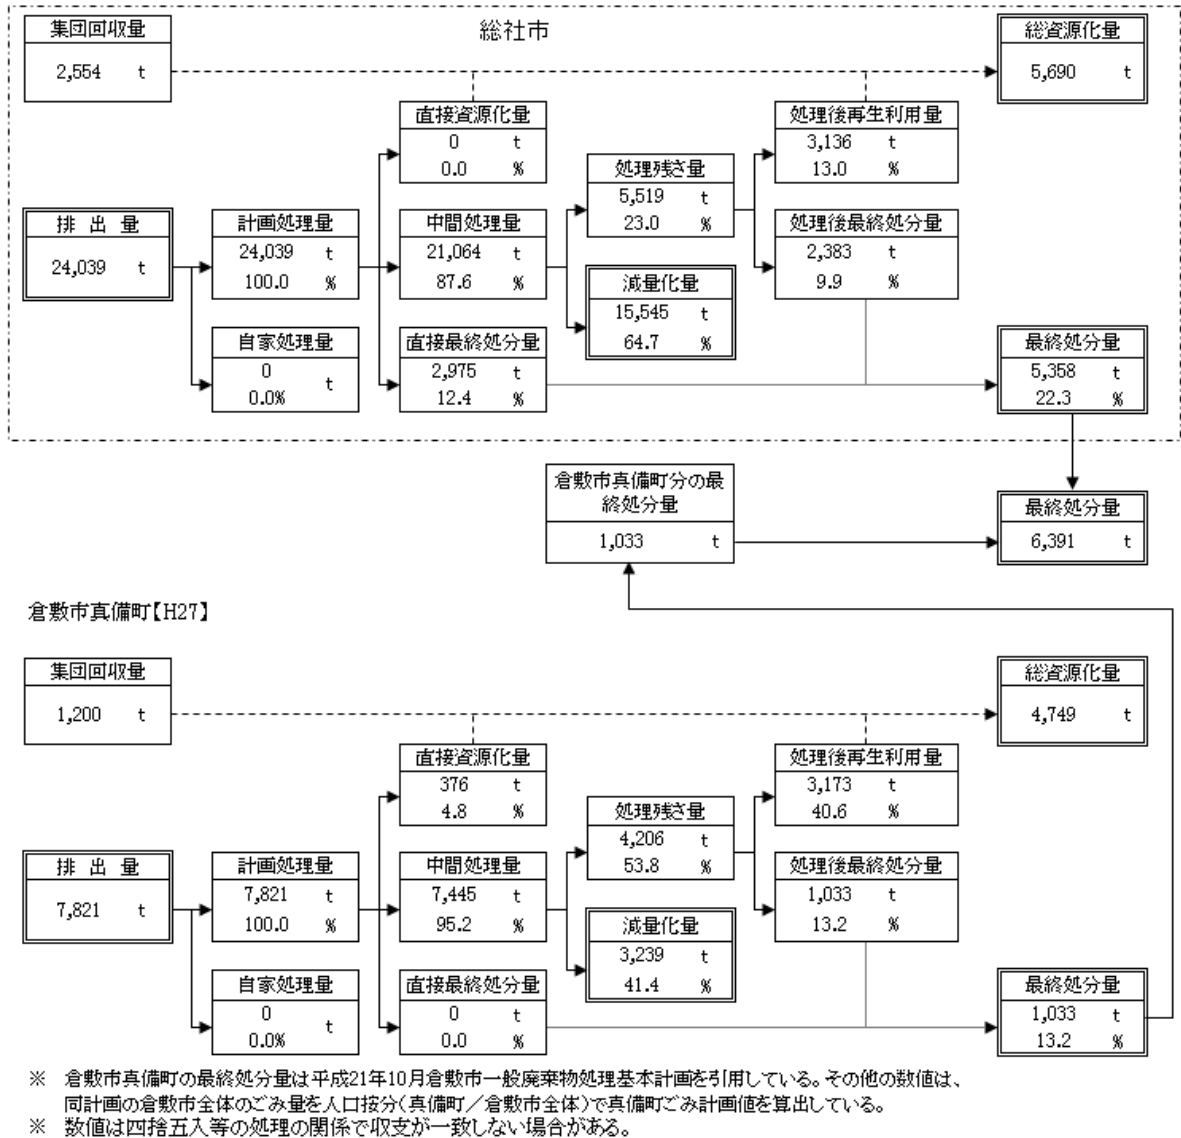 総社市
集団回収量
2,554 t
総資源化量
5,690 t
直接資源化量
0 t
0.0 %
処理後再生利用量
3,136 t
13.0 %
処理残さ量
5,519 t
23.0 %
排 出 量
24,039 t
計画処理量
24,039 t
100.0 %
中間処理量
21,064 t
87.6 %
処理後最終処分量
2,383 t
9.9 %
減量化量
15,545 t
64.7 %
自家処理量
0 t
0.0%
直接最終処分量
2,975 t
12.4 %
最終処分量
5,358 t
22.3 %
倉敷市真備町分の最
終処分量
1,033 t
最終処分量
6,391 t
倉敷市真備町【H27】
集団回収量
1,200 t
総資源化量
4,749 t
直接資源化量
376 t
4.8 %
処理後再生利用量
3,173 t
40.6 %
処理残さ量
4,206 t
53.8 %
排 出 量
7,821 t
計画処理量
7,821 t
100.0 %
中間処理量
7,445 t
95.2 %
処理後最終処分量
1,033 t
13.2 %
減量化量
3,239 t
41.4 %
自家処理量
0 t
0.0%
直接最終処分量
0 t
0.0 %
最終処分量
1,033 t
13.2 %
※ 倉敷市真備町の最終処分量は平成21年10月倉敷市一般廃棄物処理基本計画を引用している。その他の数値は、
同計画の倉敷市全体のごみ量を人口按分(真備町/倉敷市全体)で真備町ごみ計画値を算出している。
※ 数値は四捨五入等の処理の関係で収支が一致しない場合がある。